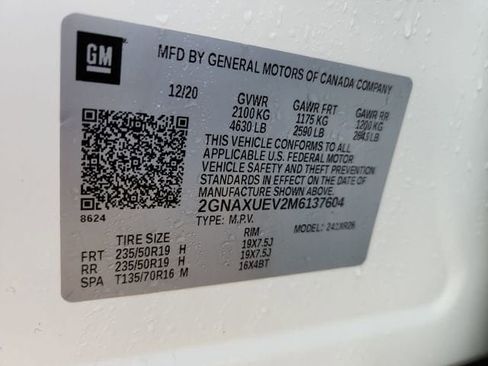 GM
MFD BY GENERAL MOTORS OF CANADA COMPANY
12/20 GVWR GAWR FRT GAWR RR
2100 KG 1175 KG 1200 KG
4630 LB 2590 LB 2645 LB
THIS VEHICLE CONFORMS TO ALL
APPLICABLE U.S. FEDERAL MOTOR
VEHICLE SAFETY AND THEFT PREVENTION
STANDARDS IN EFFECT ON THE DATE OF
MANUFACTURE SHOWN ABOVE.
8624 2GNAXUEV2M6137604
TYPE: M.P.V. MODEL:
TIRE SIZE RIM
FRT 235/50R19 H 19X7.5J
RR 235/50R19 H 19X7.5J
SPA T135/70R16 M 16X4BT